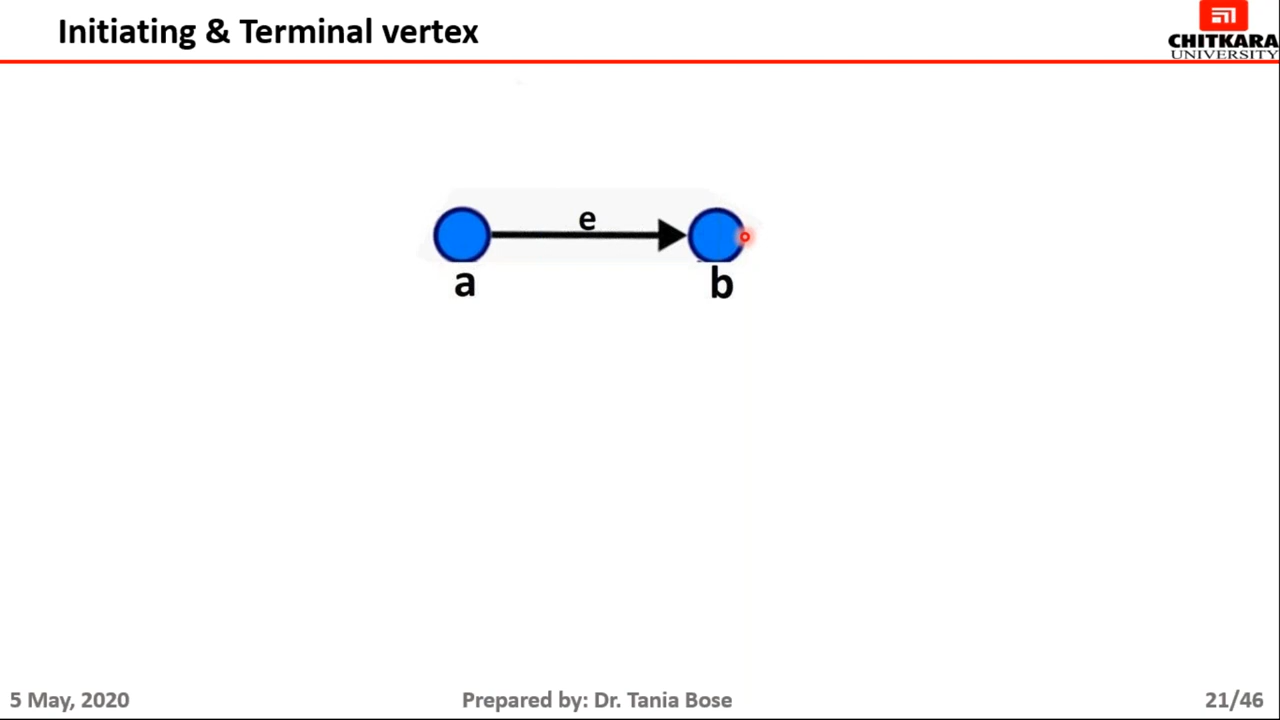 Initiating & Terminal vertex
CHITKARA
UNIVERSITY
e
a
b
5 May, 2020
Prepared by: Dr. Tania Bose
21/46